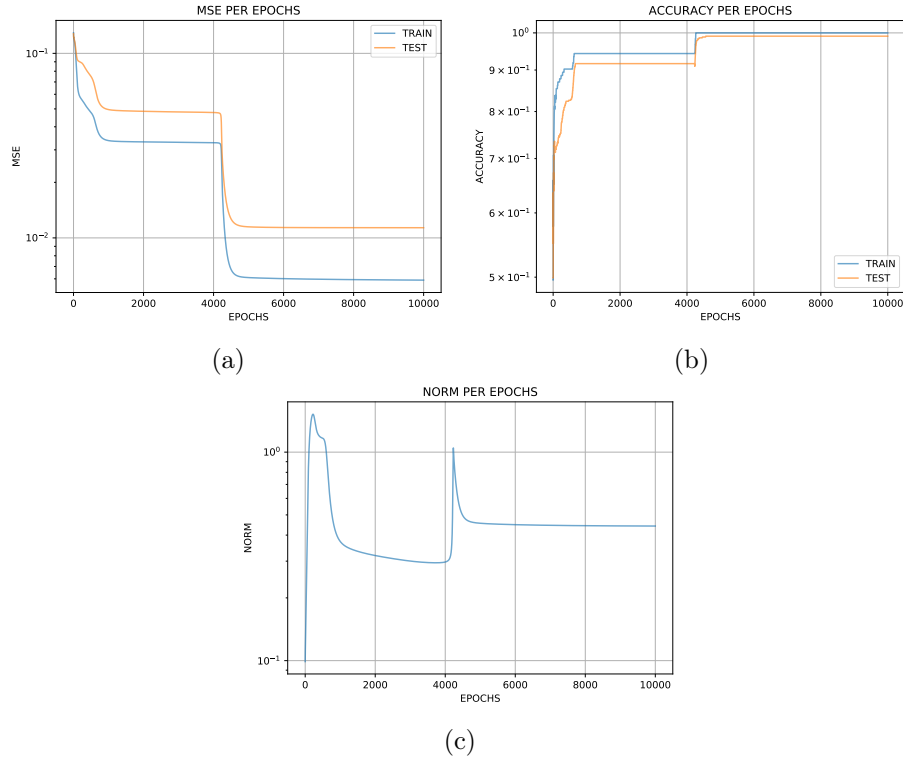 MSE PER EPOCHS
TRAIN
TEST
10⁻¹
10⁻²
MSE
0 2000 4000 6000 8000 10000
EPOCHS
(a)
ACCURACY PER EPOCHS
10⁰
9 × 10⁻¹
8 × 10⁻¹
7 × 10⁻¹
6 × 10⁻¹
5 × 10⁻¹
ACCURACY
TRAIN
TEST
0 2000 4000 6000 8000 10000
EPOCHS
(b)
NORM PER EPOCHS
10⁰
10⁻¹
NORM
0 2000 4000 6000 8000 10000
EPOCHS
(c)